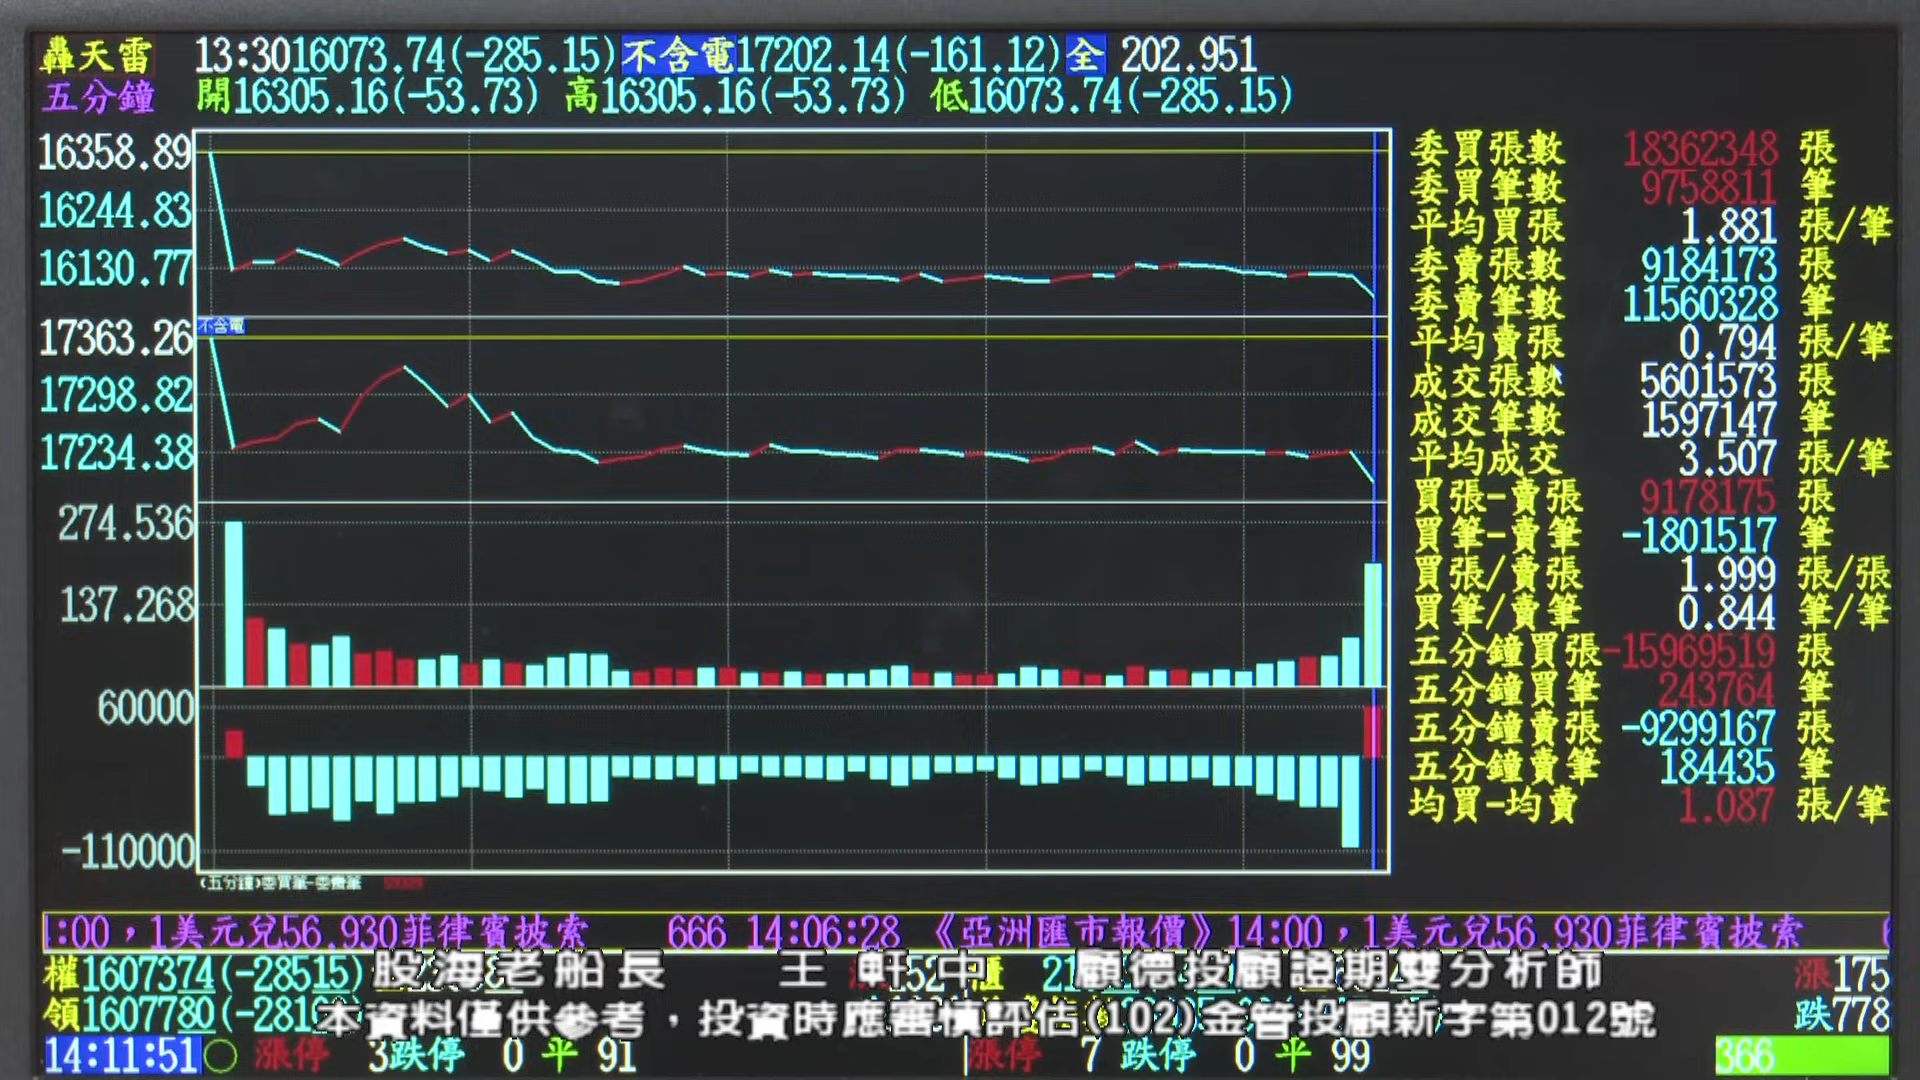 轟天雷 13:30 16073.74(-285.15) 不含電 17202.14(-161.12) 全 202.951
五分鐘 開16305.16(-53.73) 高16305.16(-53.73) 低16073.74(-285.15)
16358.89
16244.83
16130.77
不含電
17363.26
17298.82
17234.38
274.536
137.268
60000
-110000
(五分鐘)委買筆-委賣筆
委買張數 18362348 張
委買筆數 9758811 筆
平均買張 1.881 張/筆
委賣張數 9184173 張
委賣筆數 11560328 筆
平均賣張 0.794 張/筆
成交張數 5601573 張
成交筆數 1597147 筆
平均成交 3.507 張/筆
買張-賣張 9178175 張
買筆-賣筆 -1801517 筆
買張/賣張 1.999 張/張
買筆/賣筆 0.844 筆/筆
五分鐘買張 -15969519 張
五分鐘買筆 243764 筆
五分鐘賣張 -9299167 張
五分鐘賣筆 184435 筆
均買-均賣 1.087 張/筆
:00，1美元兌56.930菲律賓披索 666 14:06:28 《亞洲匯市報價》14:00，1美元兌56.930菲律賓披索
權1607374(-28515) 漲175
股海老船長 王軒中 顧德投顧證期雙分析師
領1607780 跌778
本資料僅供參考，投資時應審慎評估(102)金管投顧新字第012號
14:11:51 漲停 3跌停 0 平 91 漲停 7 跌停 0 平 99 366